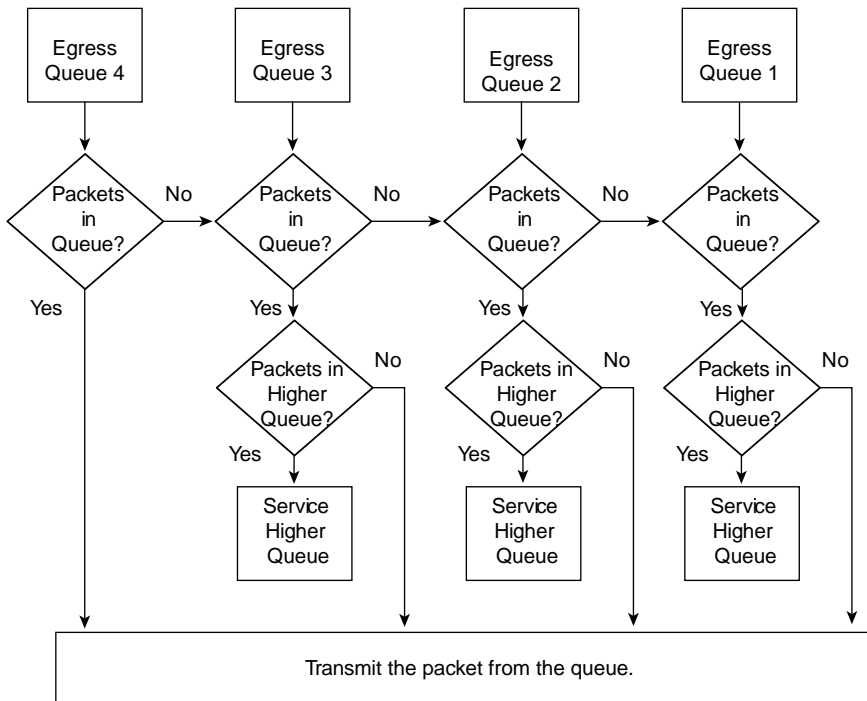 Egress
Queue 4
Egress
Queue 3
Egress
Queue 2
Egress
Queue 1
Packets
in
Queue?
No
Packets
in
Queue?
No
Packets
in
Queue?
No
Packets
in
Queue?
Yes
Yes
Yes
Yes
Packets in
Higher
Queue?
No
Packets in
Higher
Queue?
No
Packets in
Higher
Queue?
No
Yes
Yes
Yes
Service
Higher
Queue
Service
Higher
Queue
Service
Higher
Queue
Transmit the packet from the queue.